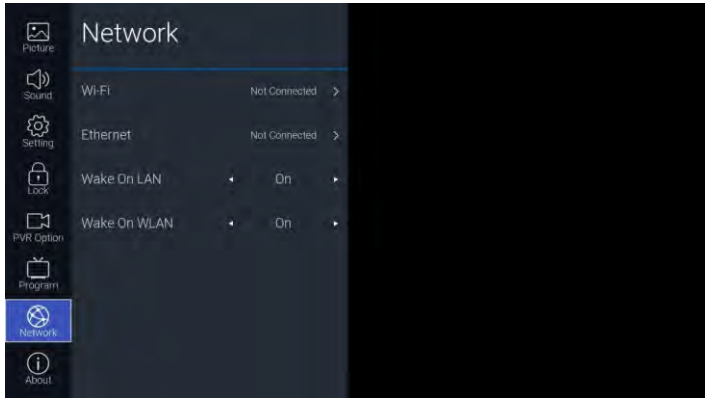 Picture
Sound
Setting
Lock
PVR Option
Program
Network
About
Network
Wi-Fi Not Connected
Ethernet Not Connected
Wake On LAN On
Wake On WLAN On